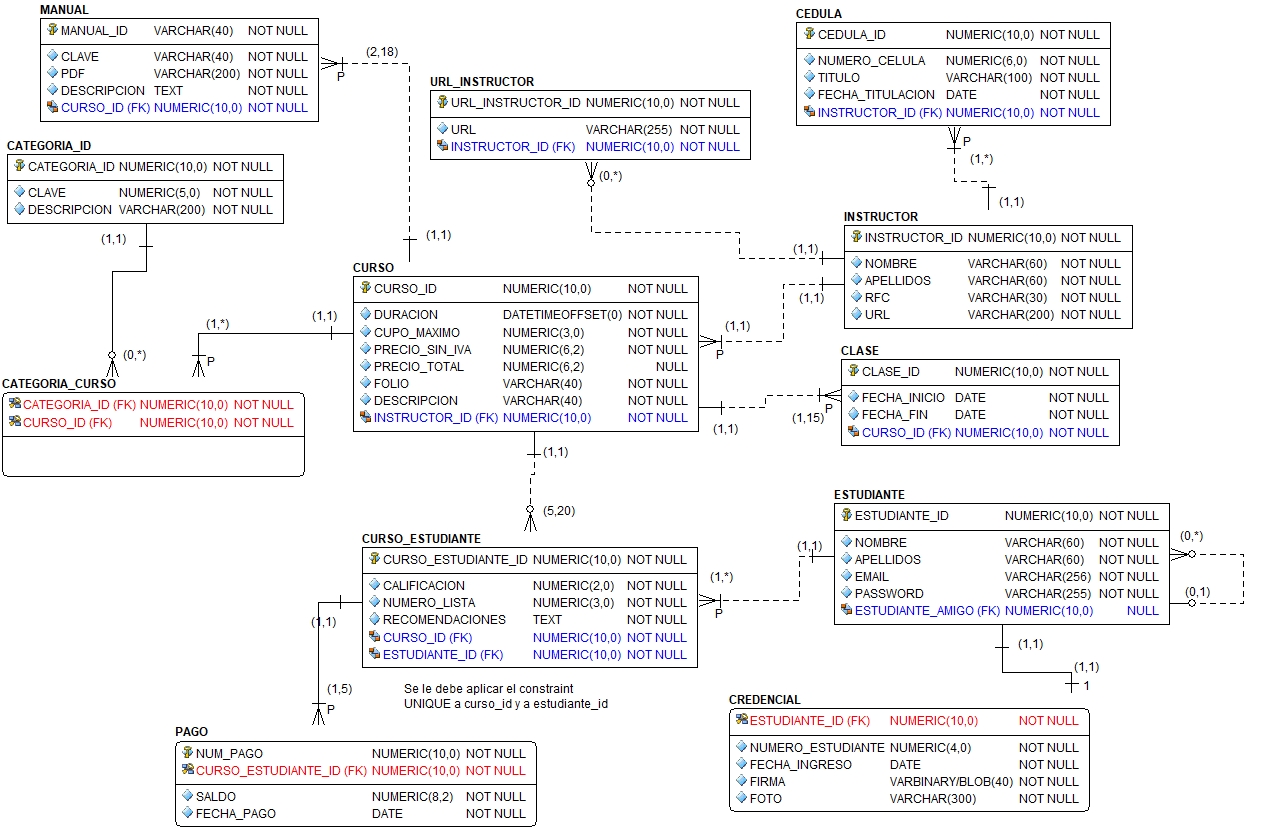 MANUAL
MANUAL_ID VARCHAR(40) NOT NULL
CLAVE VARCHAR(40) NOT NULL
PDF VARCHAR(200) NOT NULL
DESCRIPCION TEXT NOT NULL
CURSO_ID (FK) NUMERIC(10,0) NOT NULL
P
(2,18)
(1,1)
URL_INSTRUCTOR
URL_INSTRUCTOR_ID NUMERIC(10,0) NOT NULL
URL VARCHAR(255) NOT NULL
INSTRUCTOR_ID (FK) NUMERIC(10,0) NOT NULL
(0,*)
(1,1)
CEDULA
CEDULA_ID NUMERIC(10,0) NOT NULL
NUMERO_CELULA NUMERIC(6,0) NOT NULL
TITULO VARCHAR(100) NOT NULL
FECHA_TITULACION DATE NOT NULL
INSTRUCTOR_ID (FK) NUMERIC(10,0) NOT NULL
P
(1,*)
(1,1)
CATEGORIA_ID
CATEGORIA_ID NUMERIC(10,0) NOT NULL
CLAVE NUMERIC(5,0) NOT NULL
DESCRIPCION VARCHAR(200) NOT NULL
(1,1)
(0,*)
INSTRUCTOR
INSTRUCTOR_ID NUMERIC(10,0) NOT NULL
NOMBRE VARCHAR(60) NOT NULL
APELLIDOS VARCHAR(60) NOT NULL
RFC VARCHAR(30) NOT NULL
URL VARCHAR(200) NOT NULL
(1,1)
(1,1)
P
CURSO
CURSO_ID NUMERIC(10,0) NOT NULL
DURACION DATETIMEOFFSET(0) NOT NULL
CUPO_MAXIMO NUMERIC(3,0) NOT NULL
PRECIO_SIN_IVA NUMERIC(6,2) NOT NULL
PRECIO_TOTAL NUMERIC(6,2) NULL
FOLIO VARCHAR(40) NOT NULL
DESCRIPCION VARCHAR(40) NOT NULL
INSTRUCTOR_ID (FK) NUMERIC(10,0) NOT NULL
(1,*)
(1,1)
P
CATEGORIA_CURSO
CATEGORIA_ID (FK) NUMERIC(10,0) NOT NULL
CURSO_ID (FK) NUMERIC(10,0) NOT NULL
CLASE
CLASE_ID NUMERIC(10,0) NOT NULL
FECHA_INICIO DATE NOT NULL
FECHA_FIN DATE NOT NULL
CURSO_ID (FK) NUMERIC(10,0) NOT NULL
P
(1,15)
(1,1)
(1,1)
(5,20)
CURSO_ESTUDIANTE
CURSO_ESTUDIANTE_ID NUMERIC(10,0) NOT NULL
CALIFICACION NUMERIC(2,0) NOT NULL
NUMERO_LISTA NUMERIC(3,0) NOT NULL
RECOMENDACIONES TEXT NOT NULL
CURSO_ID (FK) NUMERIC(10,0) NOT NULL
ESTUDIANTE_ID (FK) NUMERIC(10,0) NOT NULL
Se le debe aplicar el constraint
UNIQUE a curso_id y a estudiante_id
(1,*)
P
(1,1)
ESTUDIANTE
ESTUDIANTE_ID NUMERIC(10,0) NOT NULL
NOMBRE VARCHAR(60) NOT NULL
APELLIDOS VARCHAR(60) NOT NULL
EMAIL VARCHAR(256) NOT NULL
PASSWORD VARCHAR(255) NOT NULL
ESTUDIANTE_AMIGO (FK) NUMERIC(10,0) NULL
(0,*)
(0,1)
(1,1)
(1,1)
1
(1,1)
(1,5)
P
PAGO
NUM_PAGO NUMERIC(10,0) NOT NULL
CURSO_ESTUDIANTE_ID (FK) NUMERIC(10,0) NOT NULL
SALDO NUMERIC(8,2) NOT NULL
FECHA_PAGO DATE NOT NULL
CREDENCIAL
ESTUDIANTE_ID (FK) NUMERIC(10,0) NOT NULL
NUMERO_ESTUDIANTE NUMERIC(4,0) NOT NULL
FECHA_INGRESO DATE NOT NULL
FIRMA VARBINARY/BLOB(40) NOT NULL
FOTO VARCHAR(300) NOT NULL